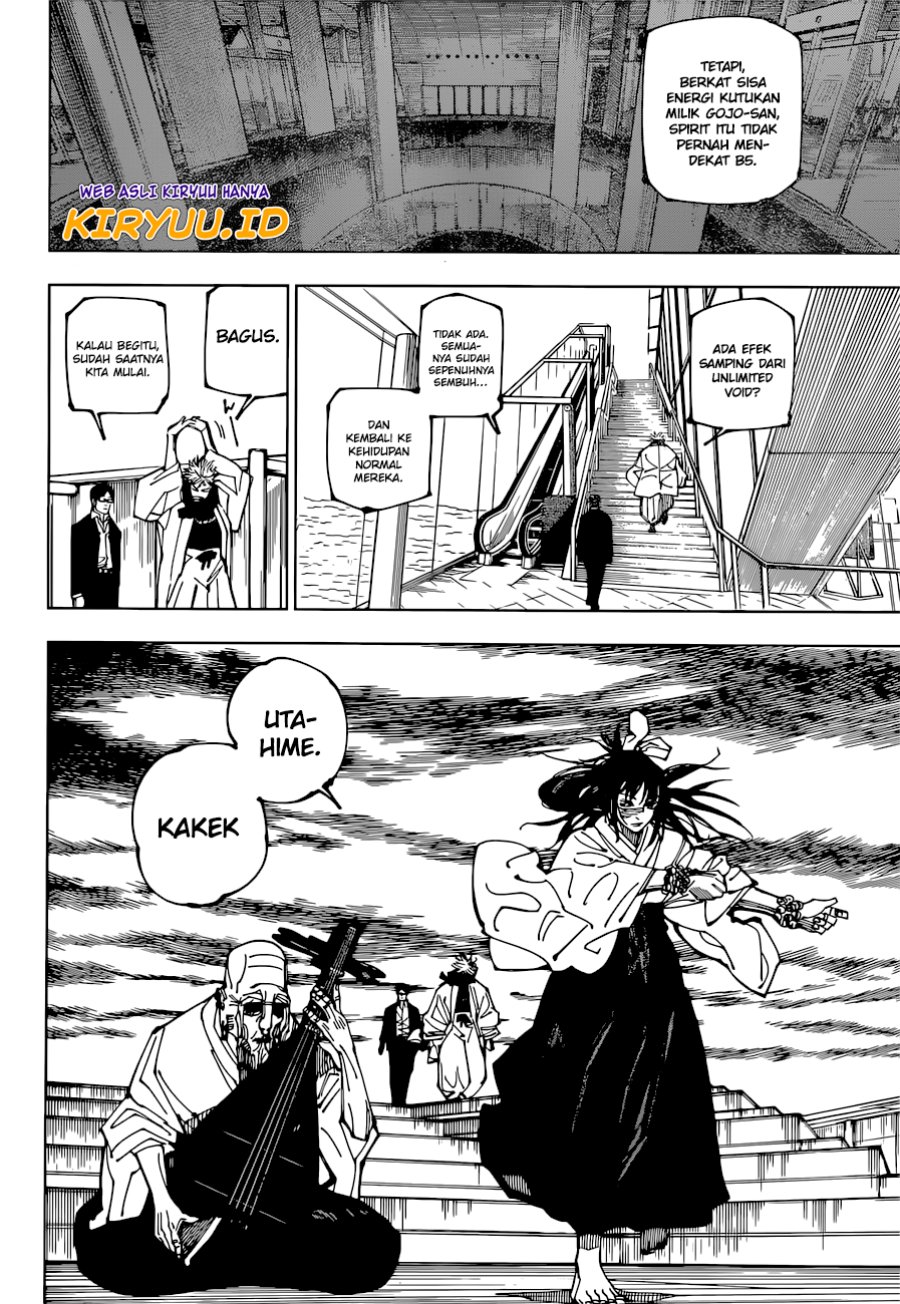 TETAPI,
BERKAT SISA
ENERGI KUTUKAN
MILIK GOJO-SAN,
SPIRIT ITU TIDAK
PERNAH MEN-
DEKAT B5.
WEB ASLI KIRYUU HANYA
KIRYUU.ID
ADA EFEK
SAMPING DARI
UNLIMITED
VOID?
TIDAK ADA.
SEMUA-
NYA SUDAH
SEPENUHNYA
SEMBUH...
DAN
KEMBALI KE
KEHIDUPAN
NORMAL
MEREKA.
BAGUS.
KALAU BEGITU,
SUDAH SAATNYA
KITA MULAI.
UTA-
HIME.
KAKEK